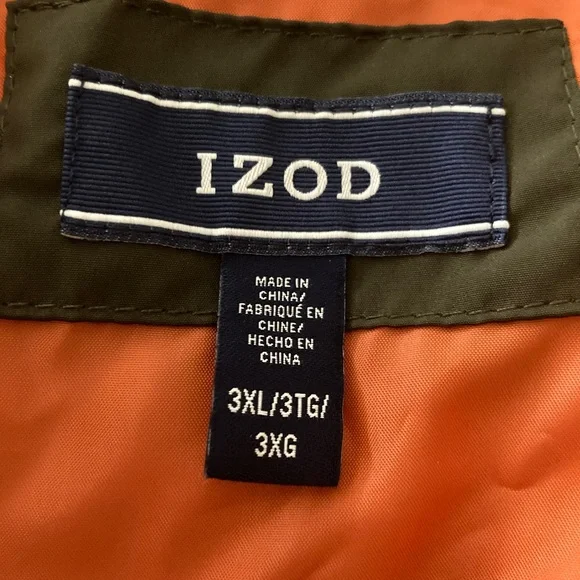 IZOD
MADE IN
CHINA/
FABRIQUÉ EN
CHINE/
HECHO EN
CHINA
3XL/3TG/
3XG